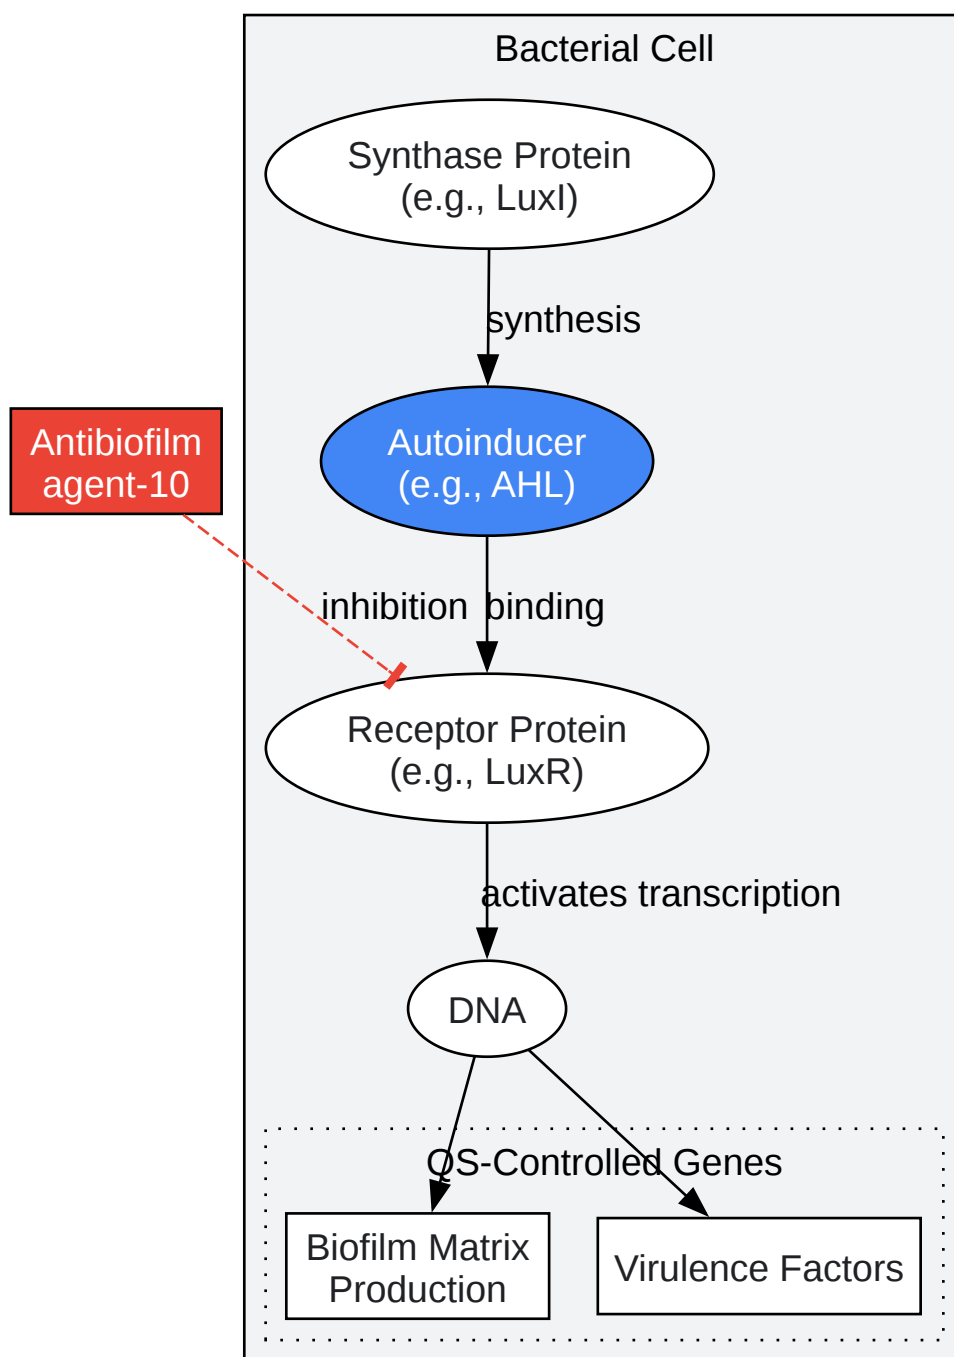 Bacterial Cell
Synthase Protein
(e.g., LuxI)
synthesis
Antibiofilm
agent-10
Autoinducer
(e.g., AHL)
inhibition
binding
Receptor Protein
(e.g., LuxR)
activates transcription
DNA
QS-Controlled Genes
Biofilm Matrix
Production
Virulence Factors